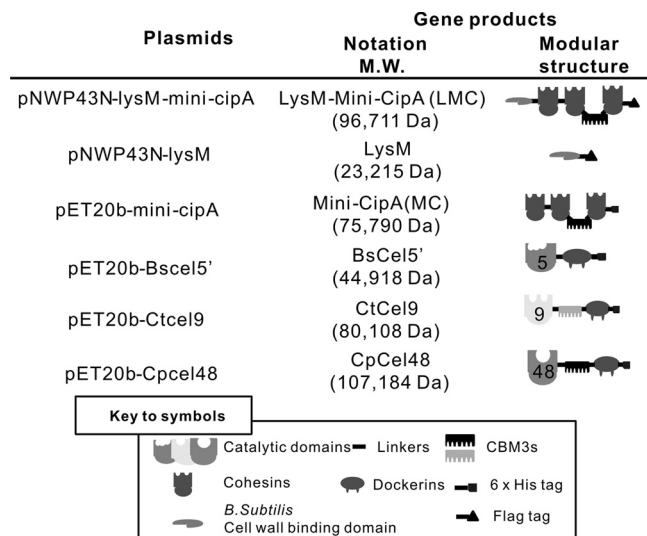 Gene products
Plasmids
Notation
M.W.
Modular
structure
pNWP43N-lysM-mini-cipA
LysM-Mini-CipA (LMC)
(96,711 Da)
pNWP43N-lysM
LysM
(23,215 Da)
pET20b-mini-cipA
Mini-CipA(MC)
(75,790 Da)
pET20b-Bscel5'
BsCel5'
(44,918 Da)
5
pET20b-Ctcel9
CtCel9
(80,108 Da)
9
pET20b-Cpcel48
CpCel48
(107,184 Da)
48
Key to symbols
Catalytic domains
Linkers
CBM3s
Cohesins
Dockerins
6 x His tag
B.Subtilis
Cell wall binding domain
Flag tag